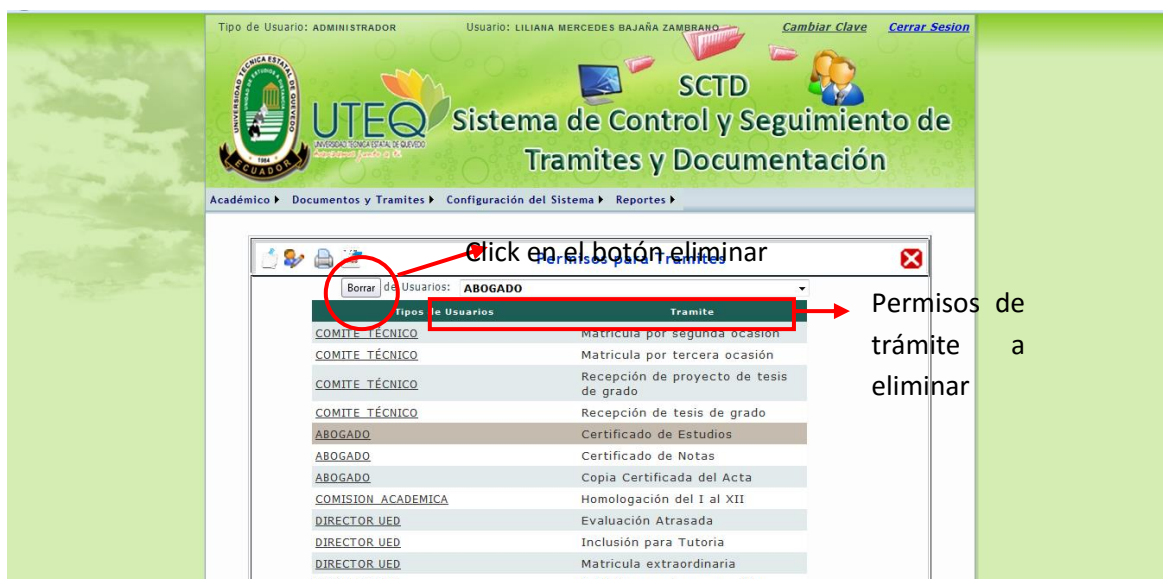 Tipo de Usuario: ADMINISTRADOR Usuario: LILIANA MERCEDES BAJAÑA ZAMBRANO Cambiar Clave Cerrar Sesion
UNIVERSIDAD TECNICA ESTATAL DE QUEVEDO
1984
ECUADOR
UTEQ
UNIVERSIDAD TECNICA ESTATAL DE QUEVEDO
SCTD
Sistema de Control y Seguimiento de
Tramites y Documentación
Académico Documentos y Tramites Configuración del Sistema Reportes
Click en el botón eliminar
Permisos para Tramites
Borrar de Usuarios: ABOGADO
Tipos de Usuarios Tramite
Permisos de
trámite a
eliminar
COMITE TÉCNICO Matricula por segunda ocasión
COMITE TÉCNICO Matricula por tercera ocasión
COMITE TÉCNICO Recepción de proyecto de tesis
de grado
COMITE TÉCNICO Recepción de tesis de grado
ABOGADO Certificado de Estudios
ABOGADO Certificado de Notas
ABOGADO Copia Certificada del Acta
COMISION ACADEMICA Homologación del I al XII
DIRECTOR UED Evaluación Atrasada
DIRECTOR UED Inclusión para Tutoria
DIRECTOR UED Matricula extraordinaria